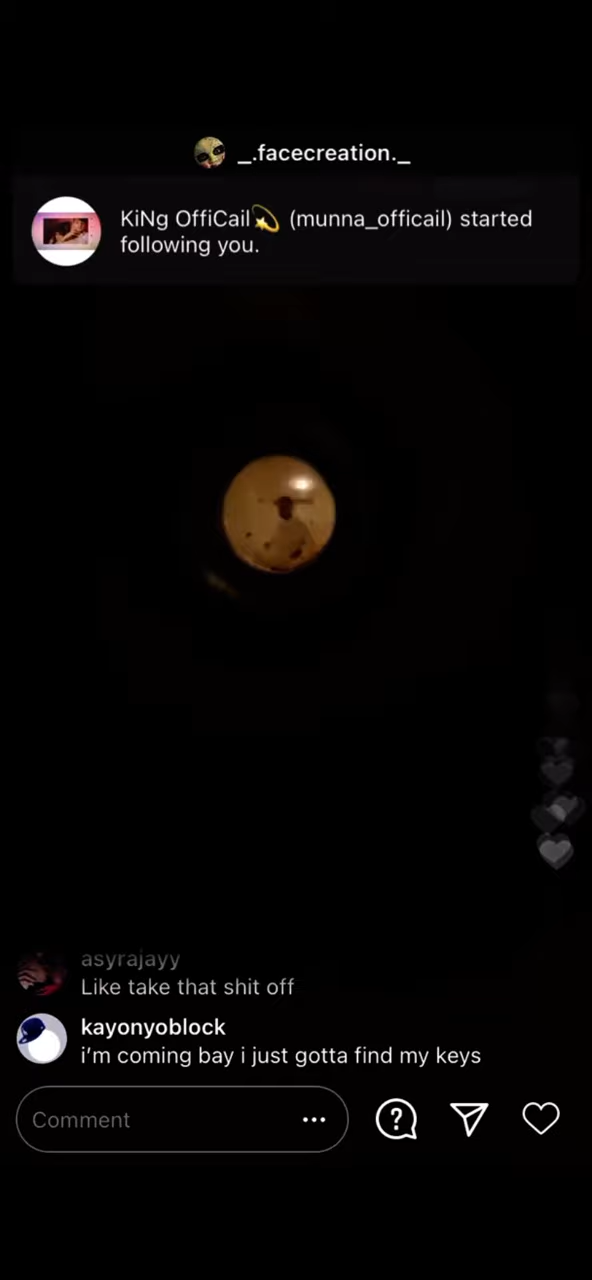 _.facecreation._
KiNg OffiCail💫 (munna_officail) started
following you.
asyrajayy
Like take that shit off
kayonyoblock
i'm coming bay i just gotta find my keys
Comment